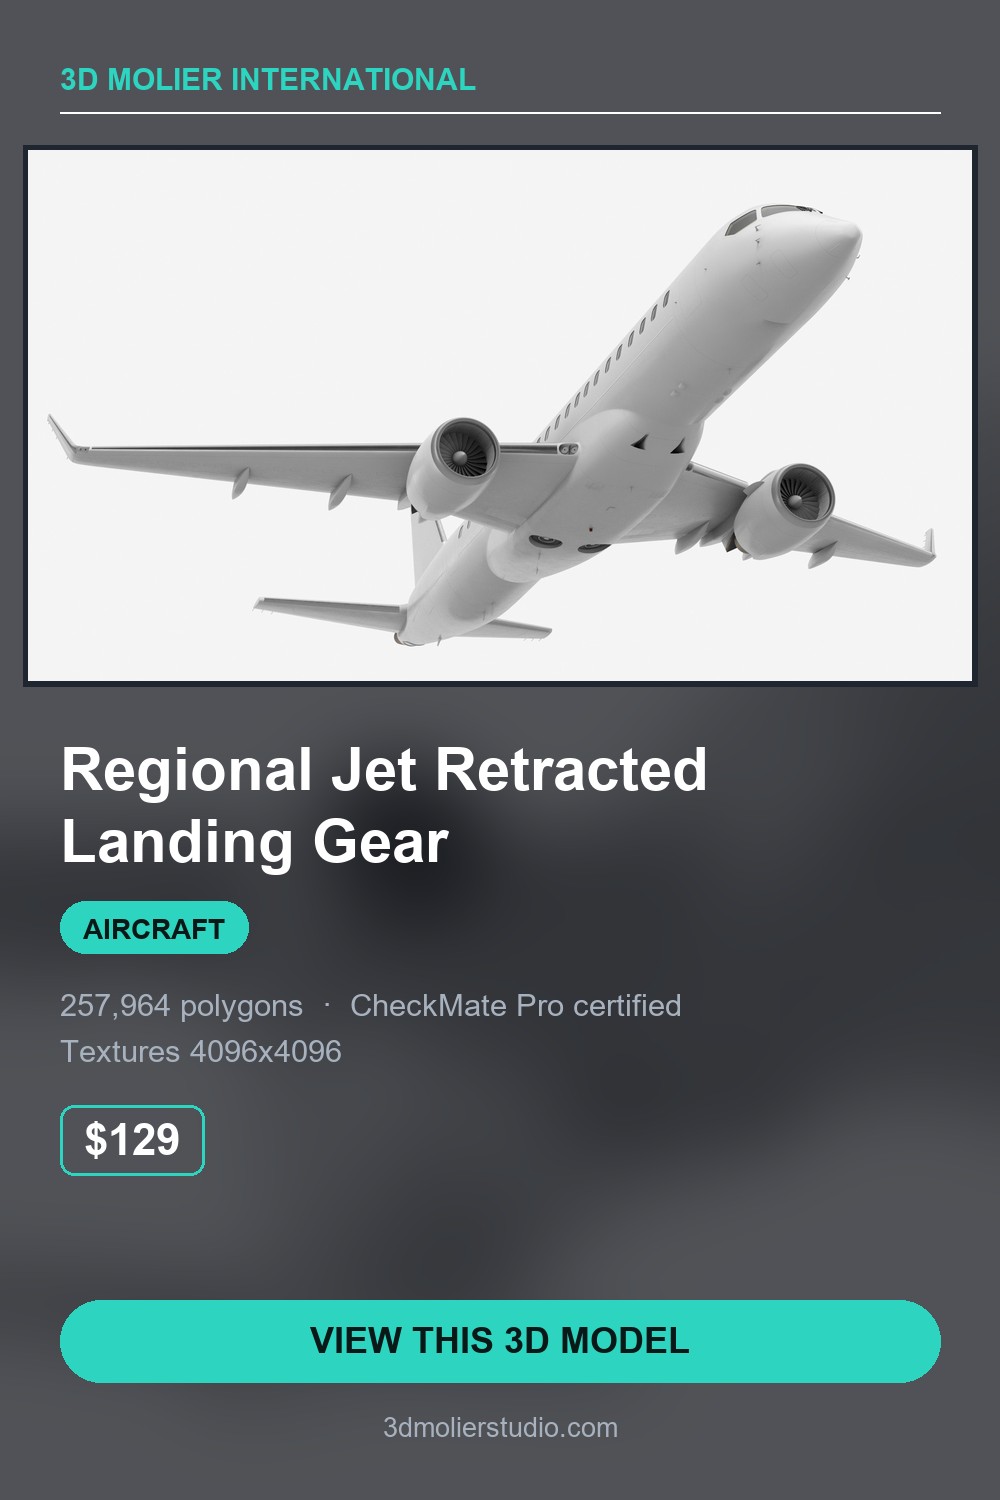 3D MOLIER INTERNATIONAL
Regional Jet Retracted
Landing Gear
AIRCRAFT
257,964 polygons · CheckMate Pro certified
Textures 4096x4096
$129
VIEW THIS 3D MODEL
3dmolierstudio.com